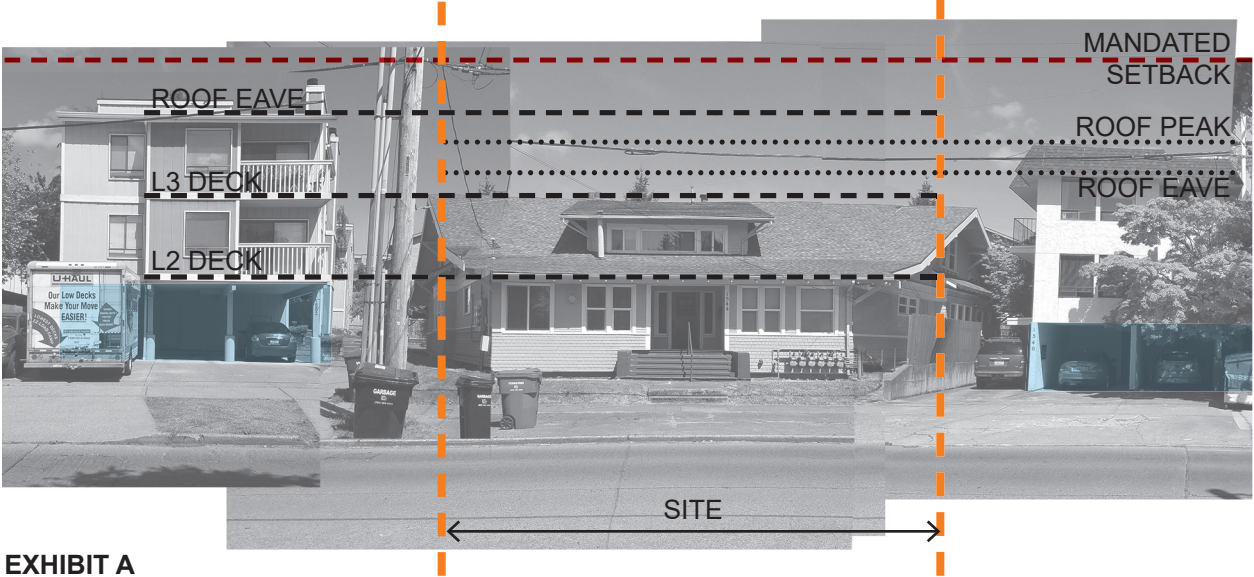 MANDATED
SETBACK
ROOF EAVE
ROOF PEAK
L3 DECK
ROOF EAVE
L2 DECK
U-HAUL
Our Low Decks
Make Your Move
EASIER!
GARBAGE
GARBAGE
SITE
EXHIBIT A